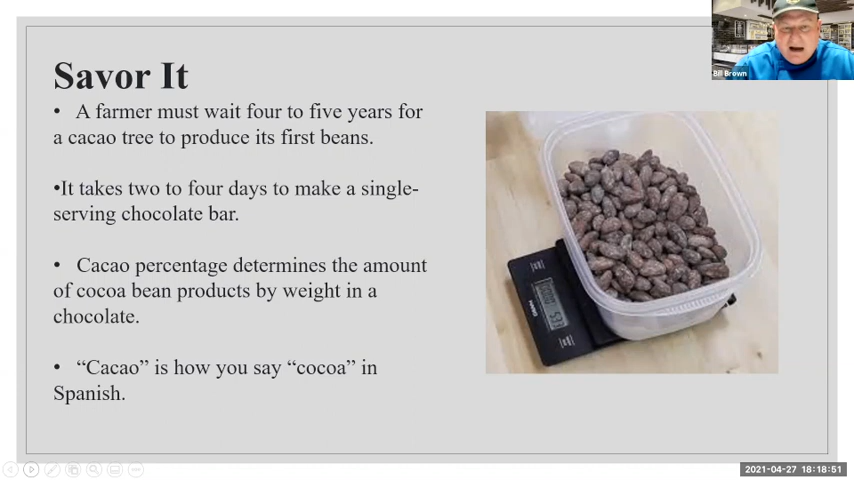 Savor It
• A farmer must wait four to five years for
a cacao tree to produce its first beans.
•It takes two to four days to make a single-
serving chocolate bar.
• Cacao percentage determines the amount
of cocoa bean products by weight in a
chocolate.
• “Cacao” is how you say “cocoa” in
Spanish.
Bill Brown
2021-04-27 18:18:51